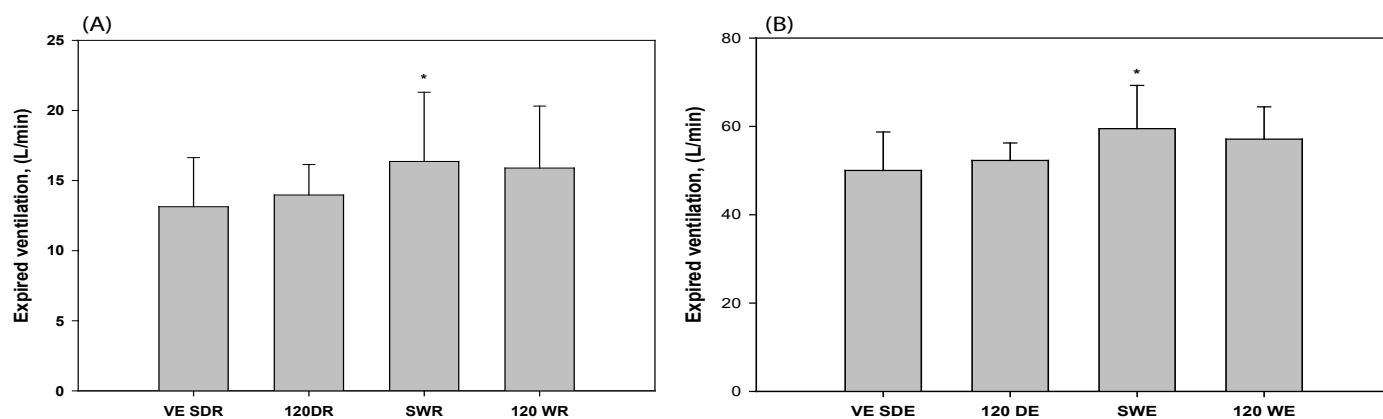 (A)
25
20
15
10
5
0
Expired ventilation, (L/min)
*
VE SDR 120DR SWR 120 WR
(B)
80
60
40
20
0
Expired ventilation, (L/min)
*
VE SDE 120 DE SWE 120 WE